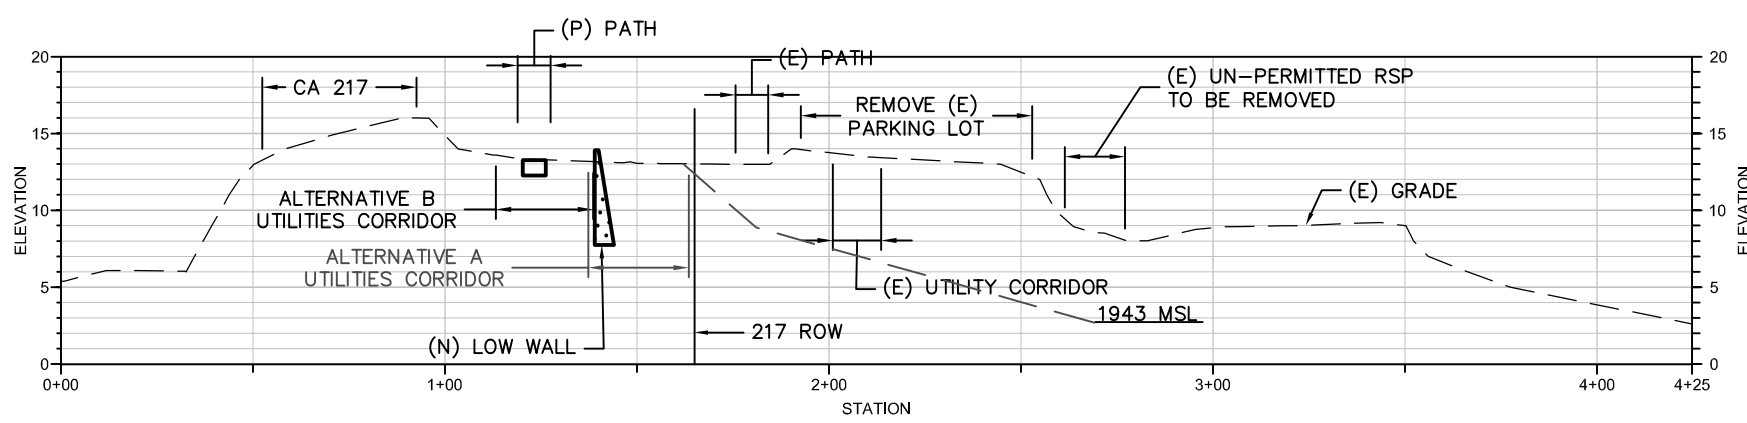 (P) PATH
(E) PATH
(E) UN-PERMITTED RSP
TO BE REMOVED
CA 217
REMOVE (E)
PARKING LOT
20
15
10
5
0
ELEVATION
20
15
10
5
0
ELEVATION
ALTERNATIVE B
UTILITIES CORRIDOR
(E) GRADE
ALTERNATIVE A
UTILITIES CORRIDOR
(E) UTILITY CORRIDOR
1943 MSL
217 ROW
(N) LOW WALL
0+00
1+00
2+00
3+00
4+00
4+25
STATION